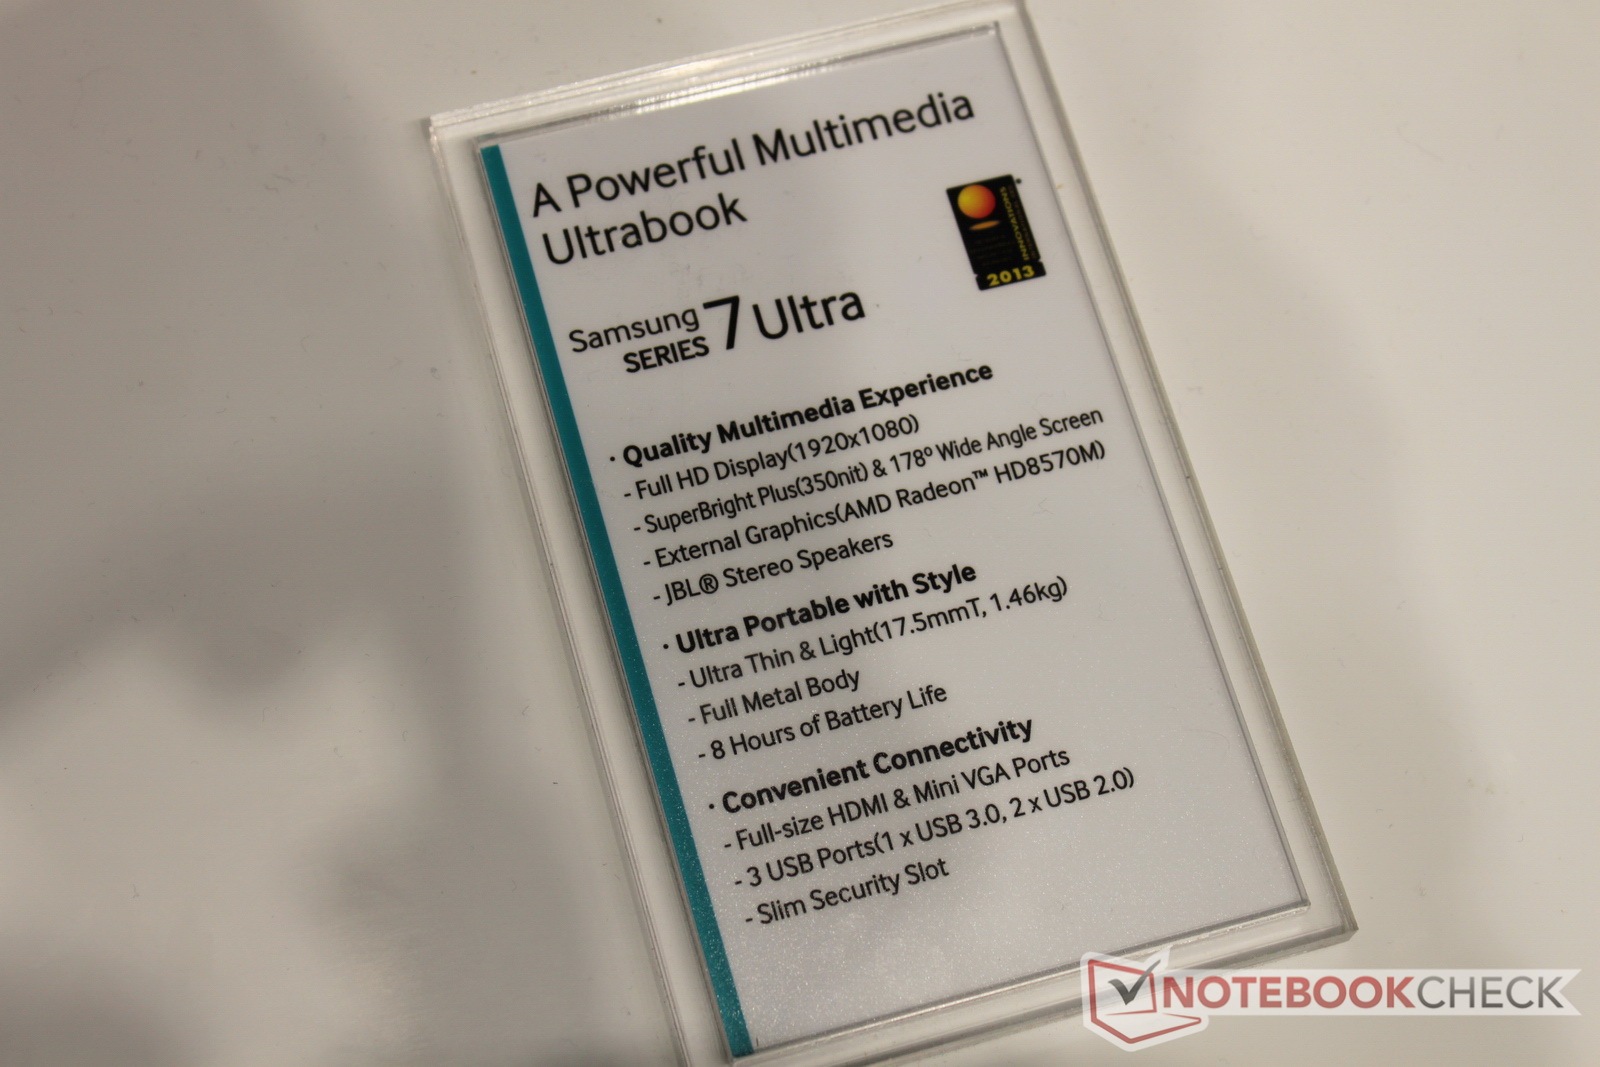 A Powerful Multimedia
Ultrabook
INNOVATIONS
2013
Samsung
SERIES 7 Ultra
· Quality Multimedia Experience
- Full HD Display(1920x1080)
- SuperBright Plus(350nit) & 178º Wide Angle Screen
- External Graphics(AMD Radeon™ HD8570M)
- JBL® Stereo Speakers
· Ultra Portable with Style
- Ultra Thin & Light(17.5mmT, 1.46kg)
- Full Metal Body
- 8 Hours of Battery Life
· Convenient Connectivity
- Full-size HDMI & Mini VGA Ports
- 3 USB Ports(1 x USB 3.0, 2 x USB 2.0)
- Slim Security Slot
NOTEBOOKCHECK